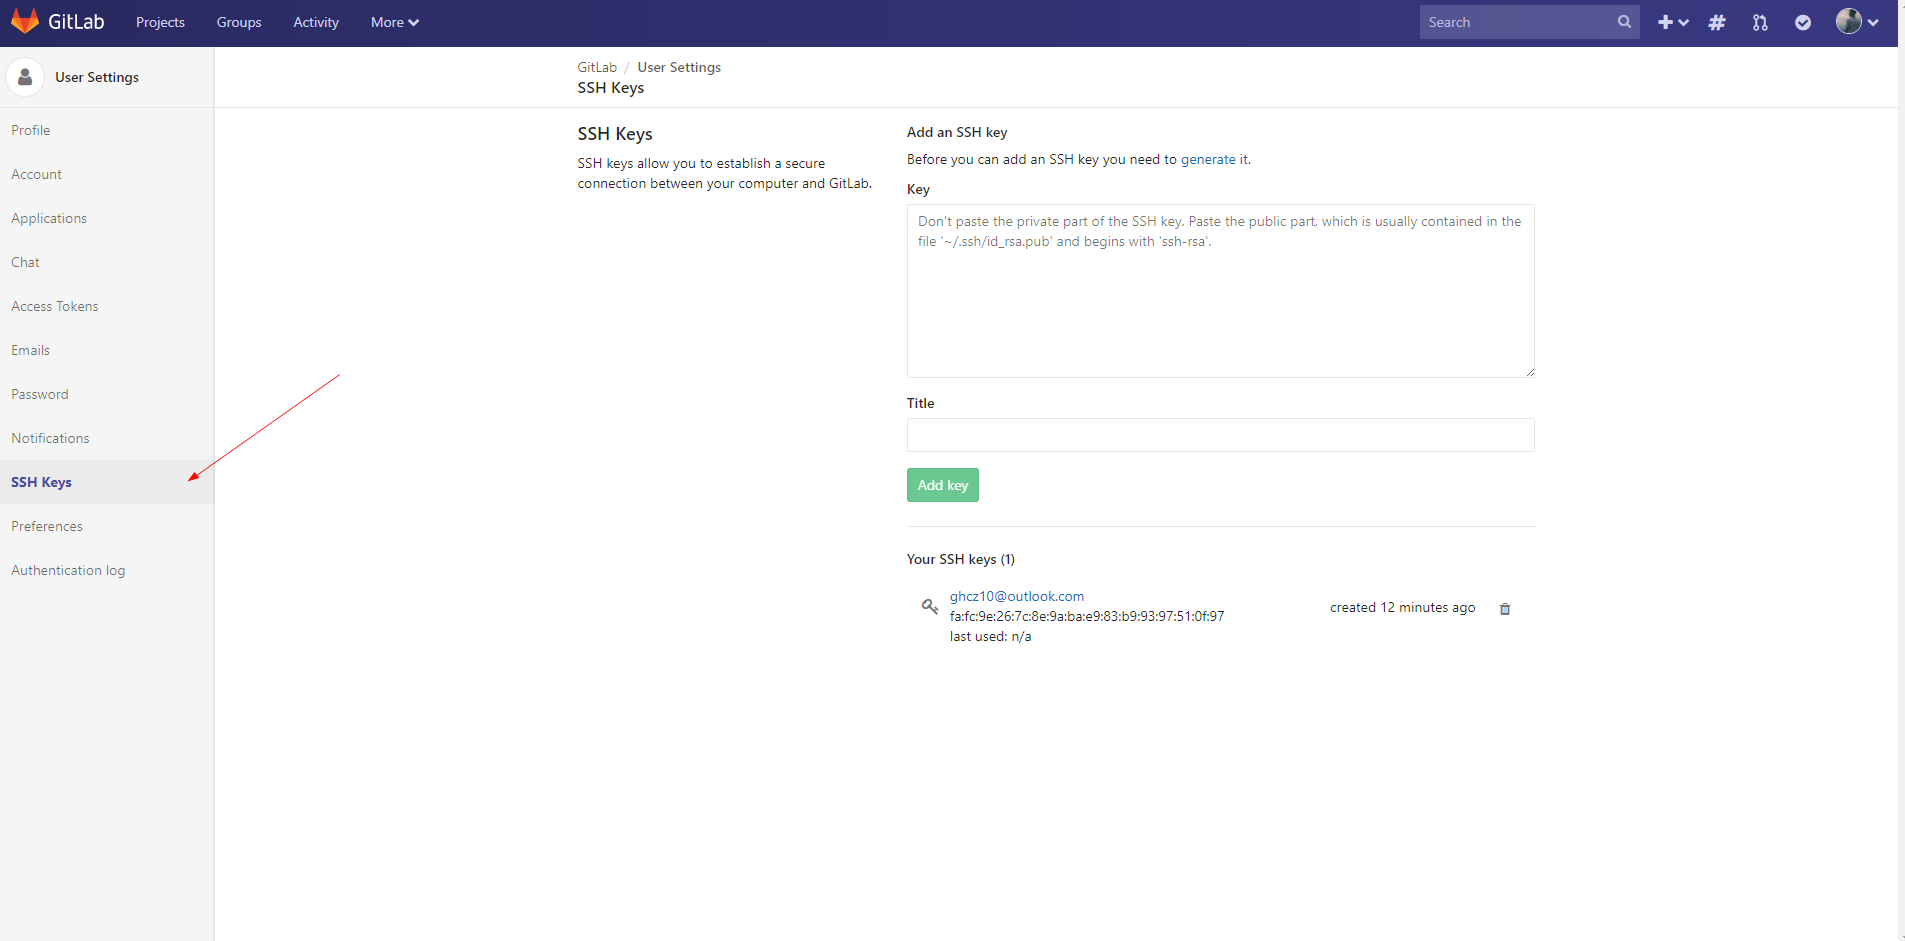 GitLab Projects Groups Activity More Search
User Settings
Profile
Account
Applications
Chat
Access Tokens
Emails
Password
Notifications
SSH Keys
Preferences
Authentication log
GitLab / User Settings
SSH Keys
SSH Keys
SSH keys allow you to establish a secure
connection between your computer and GitLab.
Add an SSH key
Before you can add an SSH key you need to generate it.
Key
Don't paste the private part of the SSH key. Paste the public part, which is usually contained in the
file '~/.ssh/id_rsa.pub' and begins with 'ssh-rsa'.
Title
Add key
Your SSH keys (1)
ghcz10@outlook.com
fa:fc:9e:26:7c:8e:9a:ba:e9:83:b9:93:97:51:0f:97
last used: n/a
created 12 minutes ago